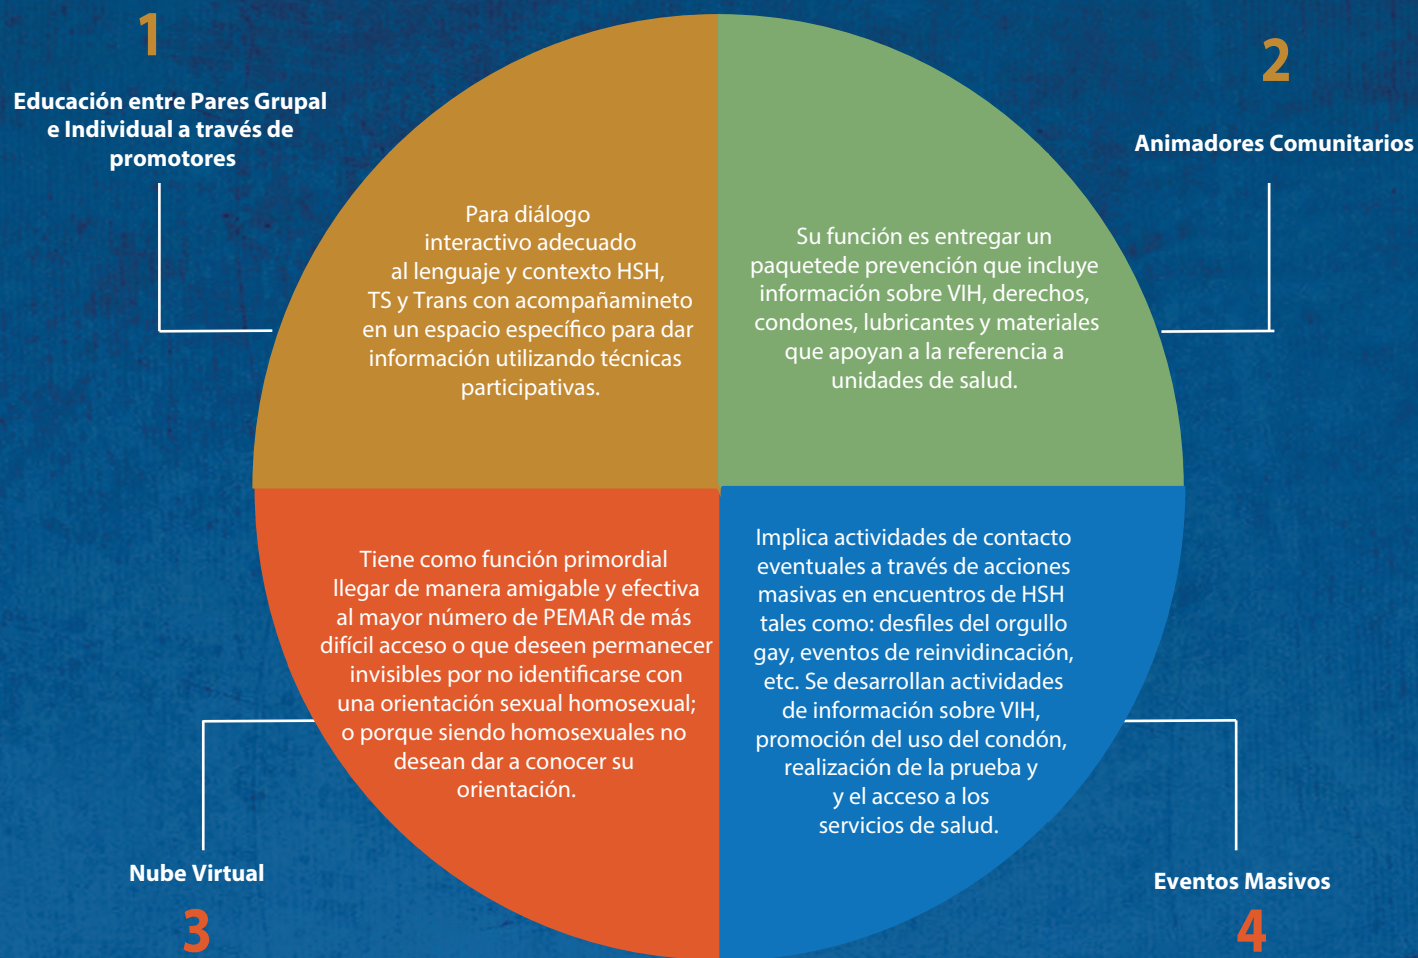 1
Educación entre Pares Grupal
e Individual a través de
promotores
Para diálogo
interactivo adecuado
al lenguaje y contexto HSH,
TS y Trans con acompañamineto
en un espacio específico para dar
información utilizando técnicas
participativas.
2
Animadores Comunitarios
Su función es entregar un
paquetede prevención que incluye
información sobre VIH, derechos,
condones, lubricantes y materiales
que apoyan a la referencia a
unidades de salud.
Tiene como función primordial
llegar de manera amigable y efectiva
al mayor número de PEMAR de más
difícil acceso o que deseen permanecer
invisibles por no identificarse con
una orientación sexual homosexual;
o porque siendo homosexuales no
desean dar a conocer su
orientación.
Nube Virtual
3
Implica actividades de contacto
eventuales a través de acciones
masivas en encuentros de HSH
tales como: desfiles del orgullo
gay, eventos de reinvidincación,
etc. Se desarrollan actividades
de información sobre VIH,
promoción del uso del condón,
realización de la prueba y
y el acceso a los
servicios de salud.
Eventos Masivos
4